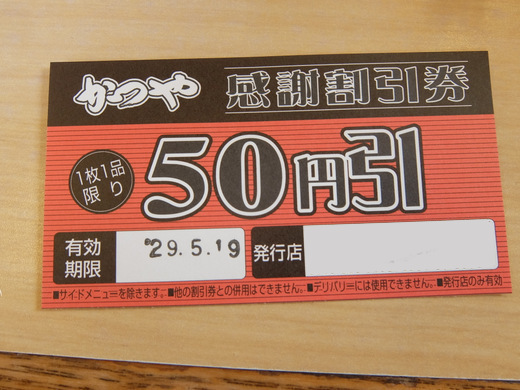 かつや 感謝割引券
1枚1品限り
50円引
有効期限 29.5.19 発行店
■サイドメニューを除きます。■他の割引券との併用はできません。■デリバリーには使用できません。■発行店のみ有効